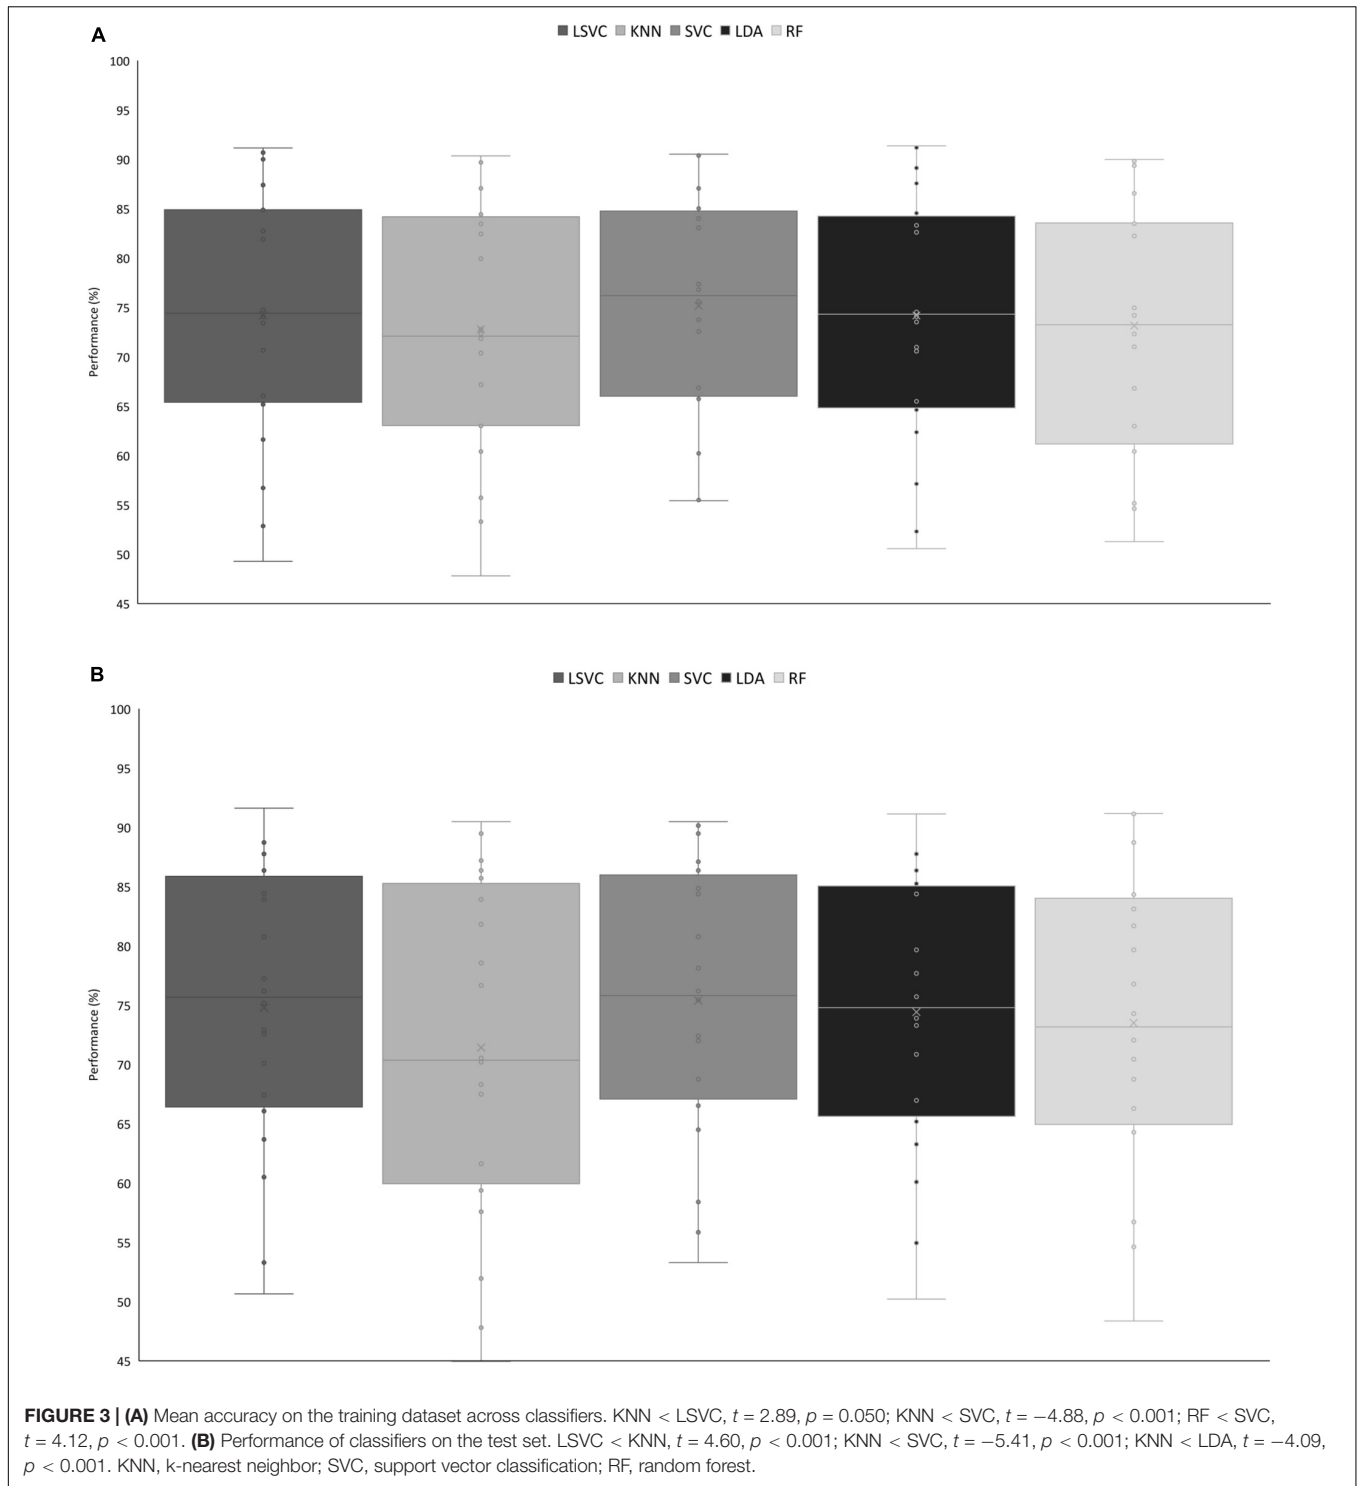 A
LSVC KNN SVC LDA RF
100
95
90
85
80
75
70
65
60
55
50
45
Performance (%)
B
LSVC KNN SVC LDA RF
100
95
90
85
80
75
70
65
60
55
50
45
Performance (%)
FIGURE 3 | (A) Mean accuracy on the training dataset across classifiers. KNN < LSVC, t = 2.89, p = 0.050; KNN < SVC, t = −4.88, p < 0.001; RF < SVC,
t = 4.12, p < 0.001. (B) Performance of classifiers on the test set. LSVC < KNN, t = 4.60, p < 0.001; KNN < SVC, t = −5.41, p < 0.001; KNN < LDA, t = −4.09,
p < 0.001. KNN, k-nearest neighbor; SVC, support vector classification; RF, random forest.